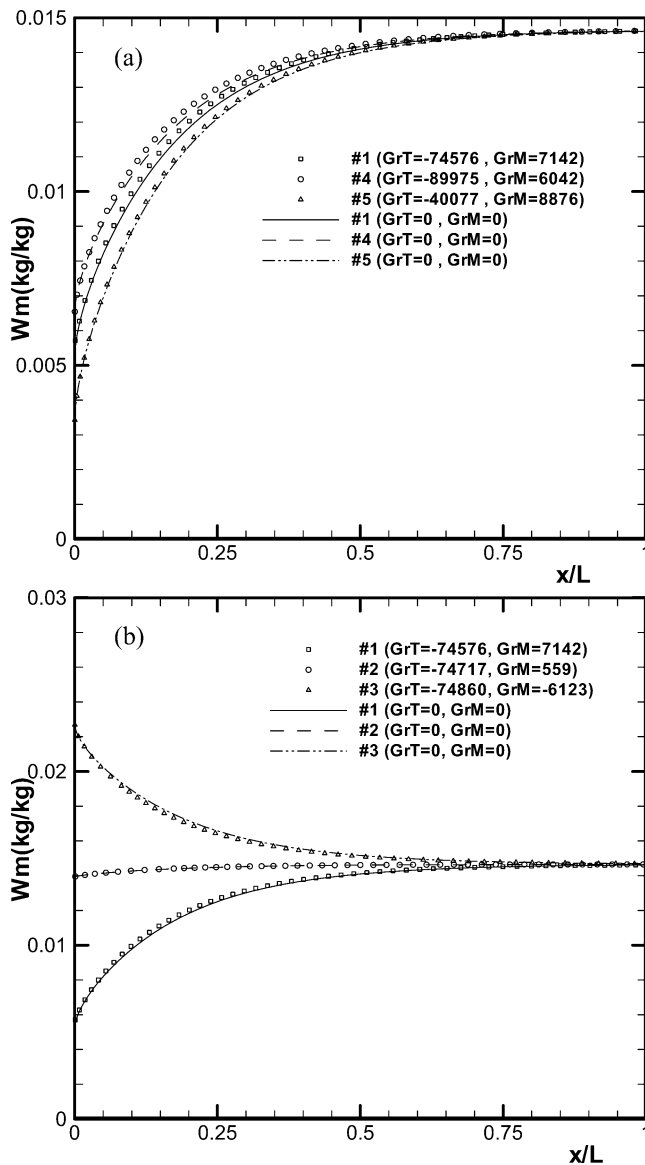 0.015
(a)
#1 (GrT=-74576 , GrM=7142)
#4 (GrT=-89975 , GrM=6042)
#5 (GrT=-40077 , GrM=8876)
#1 (GrT=0 , GrM=0)
#4 (GrT=0 , GrM=0)
#5 (GrT=0 , GrM=0)
0.01
Wm(kg/kg)
0.005
0
0 0.25 0.5 0.75 1
x/L
0.03
(b)
#1 (GrT=-74576, GrM=7142)
#2 (GrT=-74717, GrM=559)
#3 (GrT=-74860, GrM=-6123)
#1 (GrT=0, GrM=0)
#2 (GrT=0, GrM=0)
#3 (GrT=0, GrM=0)
0.02
Wm(kg/kg)
0.01
0
0 0.25 0.5 0.75 1
x/L